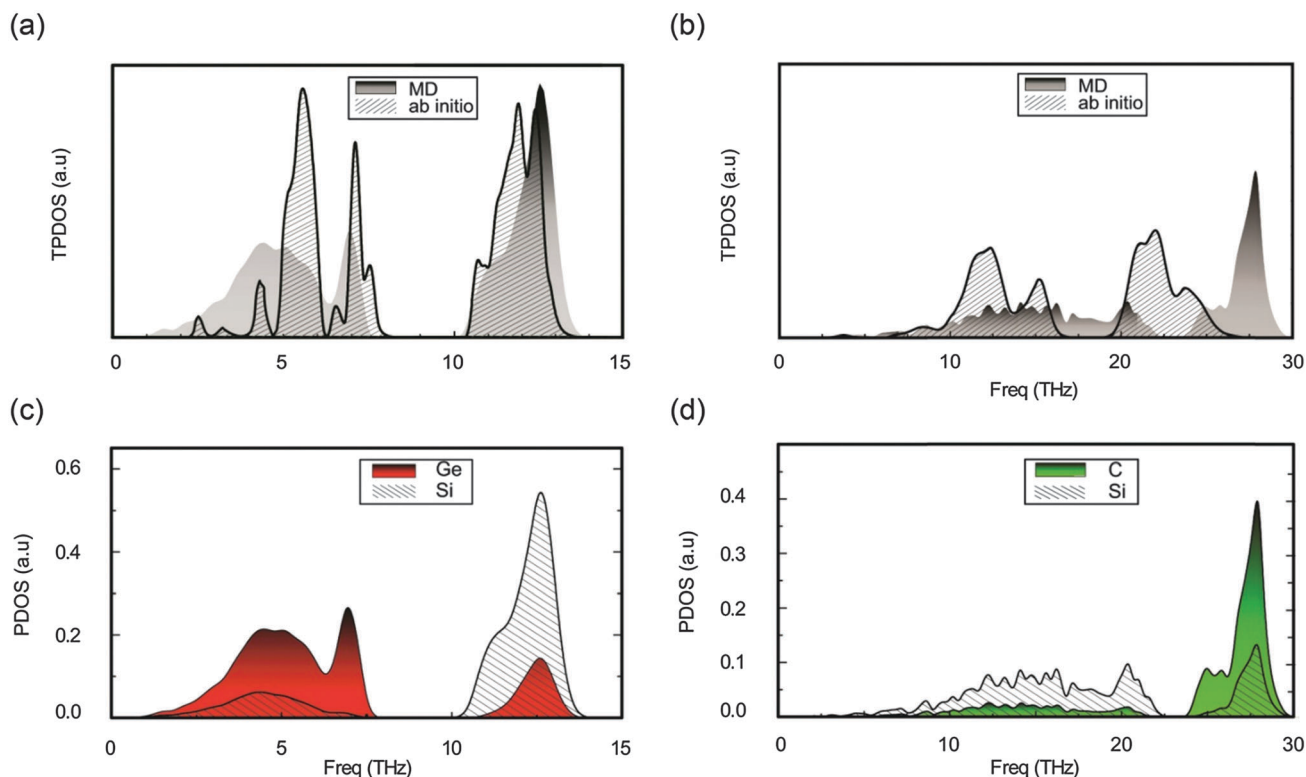 (a)
MD
ab initio
TPDOS (a.u)
0 5 10 15
(b)
MD
ab initio
TPDOS (a.u)
0 10 20 30
Freq (THz)
(c)
Ge
Si
PDOS (a.u)
0.6
0.4
0.2
0.0
0 5 10 15
Freq (THz)
(d)
C
Si
PDOS (a.u)
0.4
0.3
0.2
0.1
0.0
0 10 20 30
Freq (THz)